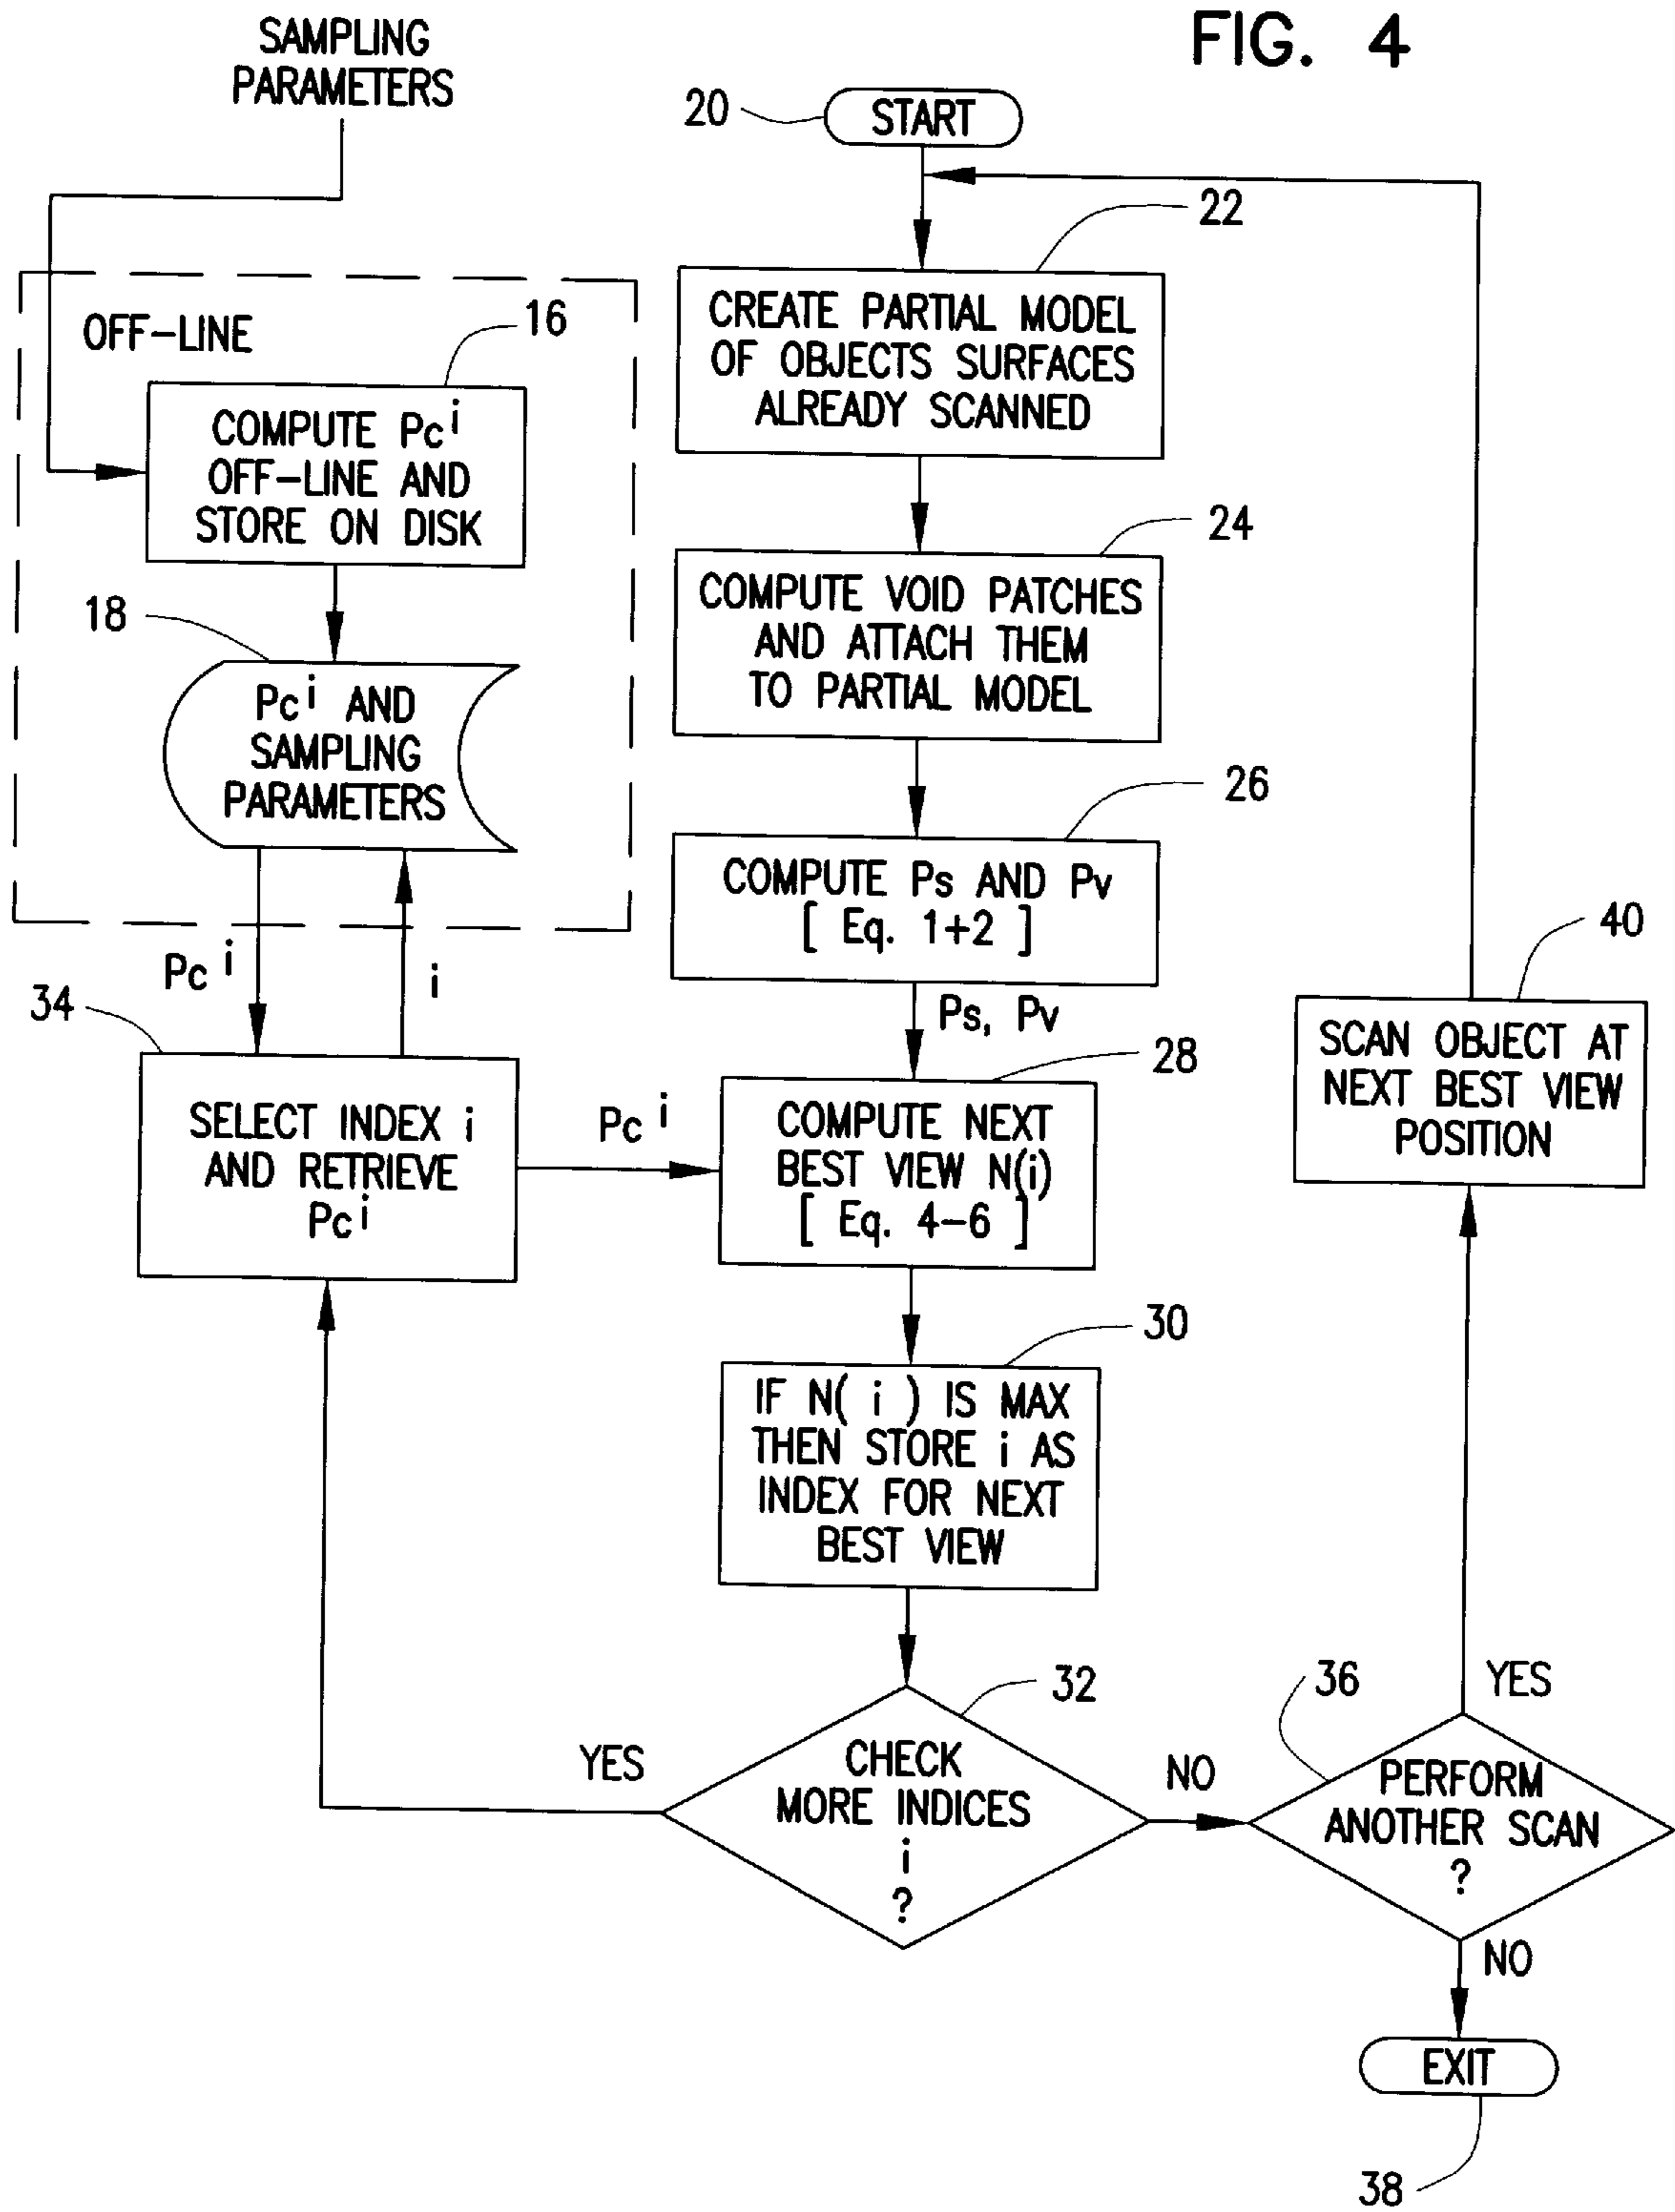 FIG. 4
SAMPLING
PARAMETERS
20
START
22
CREATE PARTIAL MODEL
OF OBJECTS SURFACES
ALREADY SCANNED
OFF-LINE
16
COMPUTE Pc i
OFF-LINE AND
STORE ON DISK
24
COMPUTE VOID PATCHES
AND ATTACH THEM
TO PARTIAL MODEL
18
Pc i AND
SAMPLING
PARAMETERS
26
COMPUTE Ps AND Pv
[ Eq. 1+2 ]
Pc i
i
Ps, Pv
34
SELECT INDEX i
AND RETRIEVE
Pc i
Pc i
28
COMPUTE NEXT
BEST VIEW N(i)
[ Eq. 4-6 ]
40
SCAN OBJECT AT
NEXT BEST VIEW
POSITION
30
IF N( i ) IS MAX
THEN STORE i AS
INDEX FOR NEXT
BEST VIEW
32
CHECK
MORE INDICES
i
?
YES
NO
36
PERFORM
ANOTHER SCAN
?
YES
NO
EXIT
38